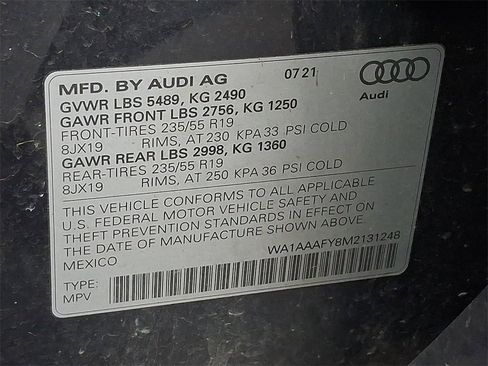 MFD. BY AUDI AG 07 21
GVWR LBS 5489, KG 2490
GAWR FRONT LBS 2756, KG 1250
FRONT-TIRES 235/55 R19
8JX19 RIMS, AT 230 KPA 33 PSI COLD
GAWR REAR LBS 2998, KG 1360
REAR-TIRES 235/55 R19
8JX19 RIMS, AT 250 KPA 36 PSI COLD
THIS VEHICLE CONFORMS TO ALL APPLICABLE
U.S. FEDERAL MOTOR VEHICLE SAFETY AND
THEFT PREVENTION STANDARDS IN EFFECT ON
THE DATE OF MANUFACTURE SHOWN ABOVE.
MEXICO
WA1AAAFY8M2131248
TYPE:
MPV
Audi